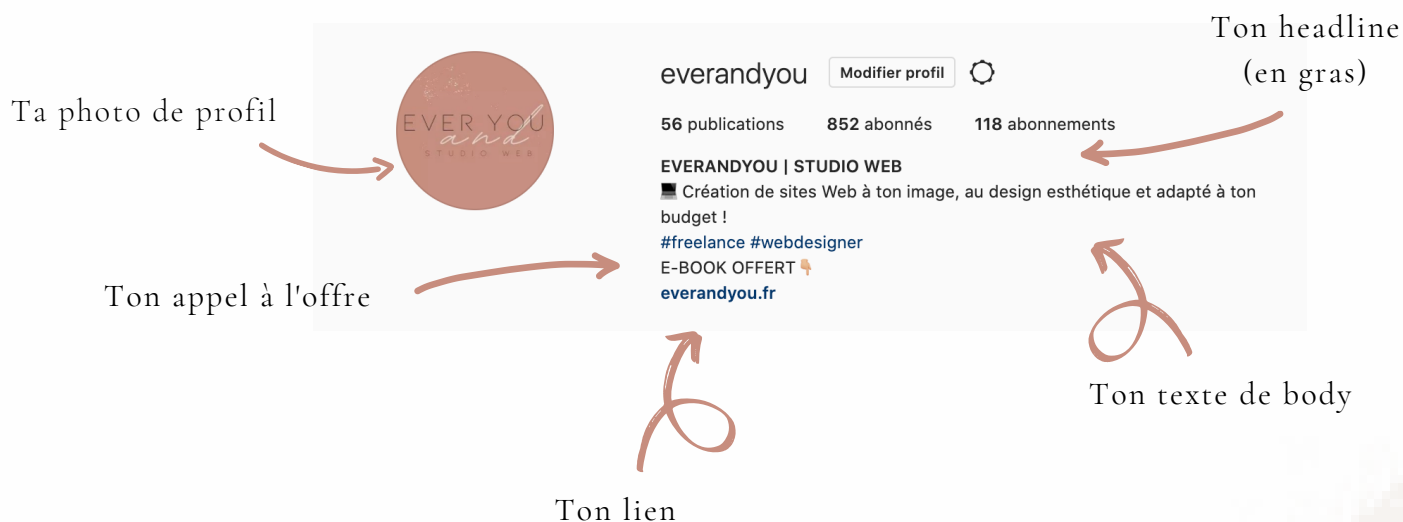 Ton headline
(en gras)
Ta photo de profil
EVER YOU
and
STUDIO WEB
everandyou
Modifier profil
56 publications 852 abonnés 118 abonnements
EVERANDYOU | STUDIO WEB
💻 Création de sites Web à ton image, au design esthétique et adapté à ton
budget !
#freelance #webdesigner
E-BOOK OFFERT👇🏼
everandyou.fr
Ton appel à l'offre
Ton texte de body
Ton lien